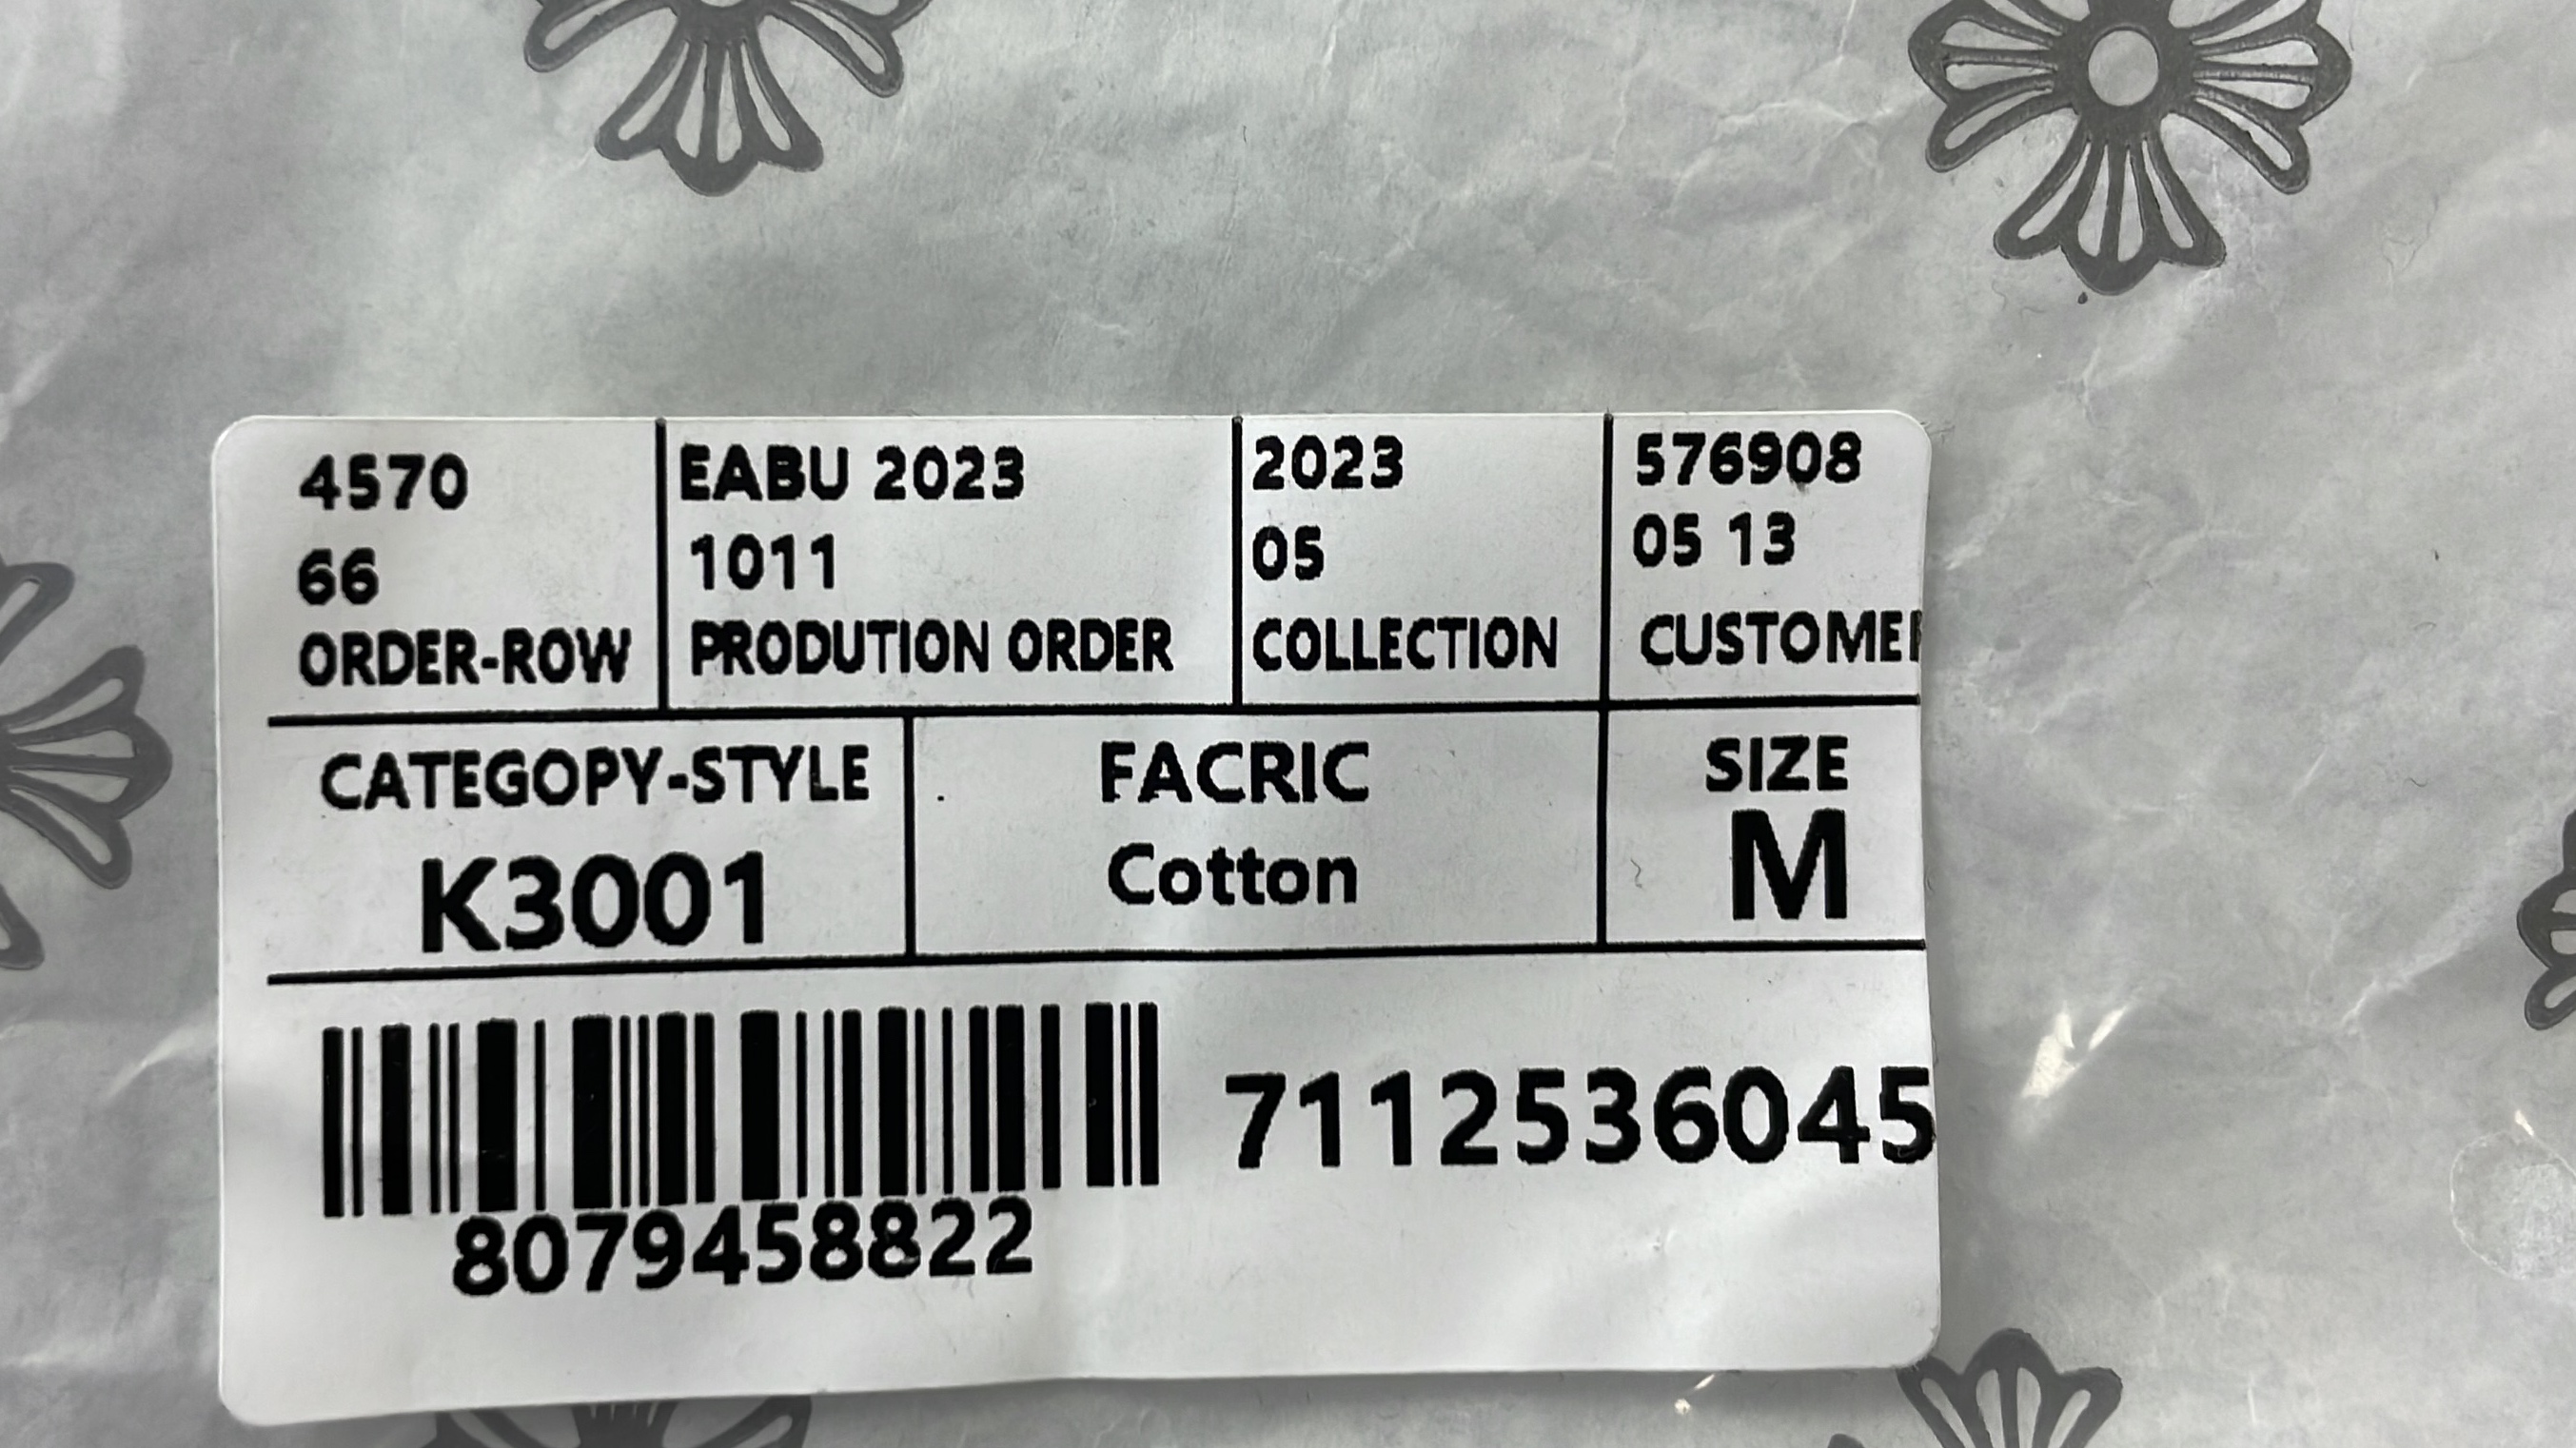 4570
66
ORDER-ROW
EABU 2023
1011
PRODUTION ORDER
2023
05
COLLECTION
576908
05 13
CUSTOMER
CATEGOPY-STYLE
K3001
FACRIC
Cotton
SIZE
M
8079458822
7112536045